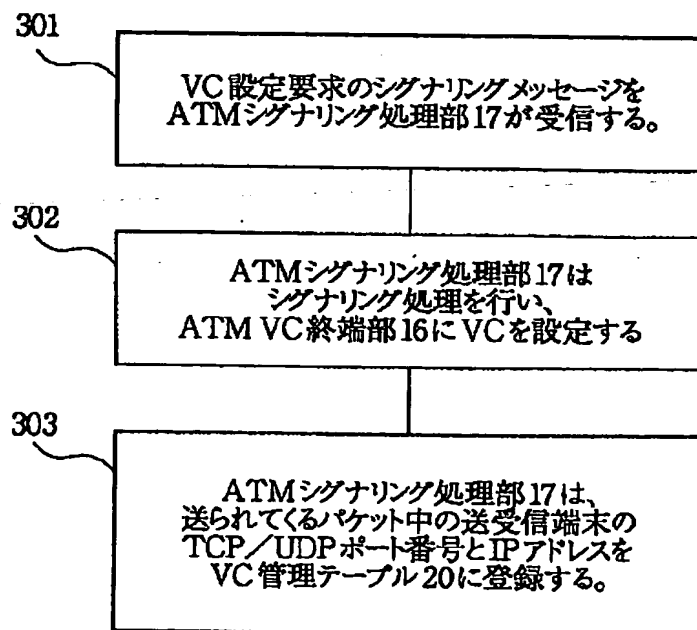 301
VC設定要求のシグナリングメッセージを
ATMシグナリング処理部17が受信する。
302
ATMシグナリング処理部17は
シグナリング処理を行い、
ATM VC終端部16にVCを設定する
303
ATMシグナリング処理部17は、
送られてくるパケット中の送受信端末の
TCP／UDPポート番号とIPアドレスを
VC管理テーブル20に登録する。